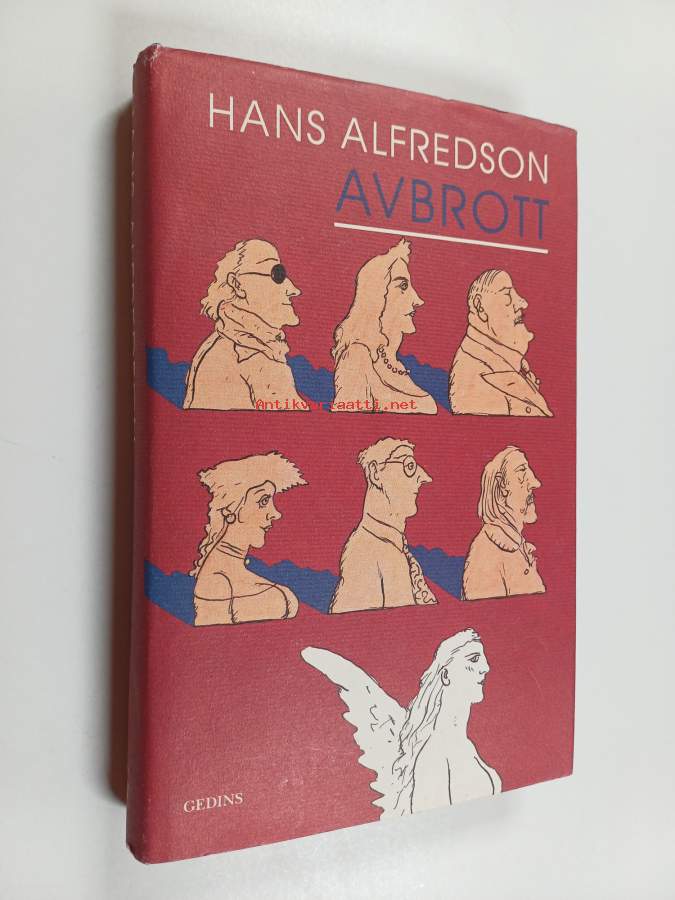 HANS ALFREDSON
AVBROTT
Antikvariaatti.net
GEDINS